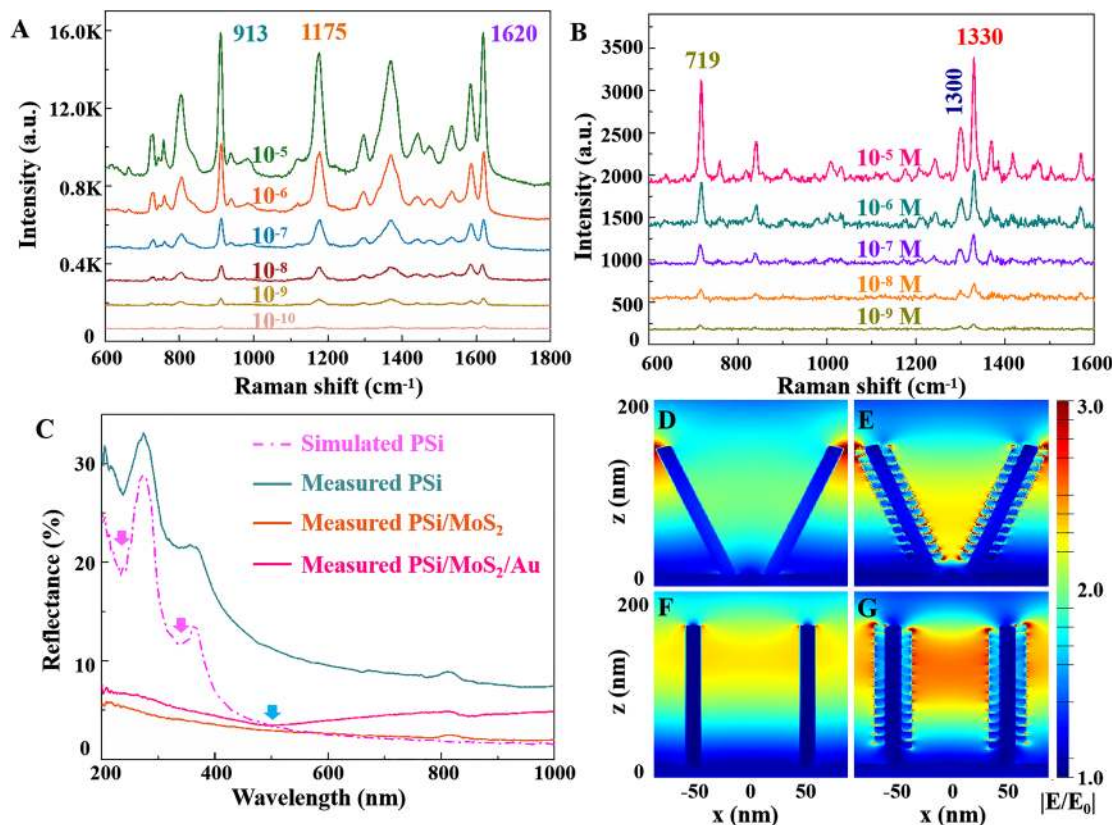 A
913
1175
1620
16.0K
12.0K
0.8K
0.4K
0
Intensity (a.u.)
10⁻⁵
10⁻⁶
10⁻⁷
10⁻⁸
10⁻⁹
10⁻¹⁰
600 800 1000 1200 1400 1600 1800
Raman shift (cm⁻¹)
B
719
1300
1330
3500
3000
2500
2000
1500
1000
500
0
Intensity (a.u.)
10⁻⁵ M
10⁻⁶ M
10⁻⁷ M
10⁻⁸ M
10⁻⁹ M
600 800 1000 1200 1400 1600
Raman shift (cm⁻¹)
C
Simulated PSi
Measured PSi
Measured PSi/MoS₂
Measured PSi/MoS₂/Au
30
20
10
0
Reflectance (%)
200 400 600 800 1000
Wavelength (nm)
D
E
F
G
200
0
z (nm)
200
0
z (nm)
-50 0 50
-50 0 50
x (nm)
x (nm)
3.0
2.0
1.0
|E/E₀|